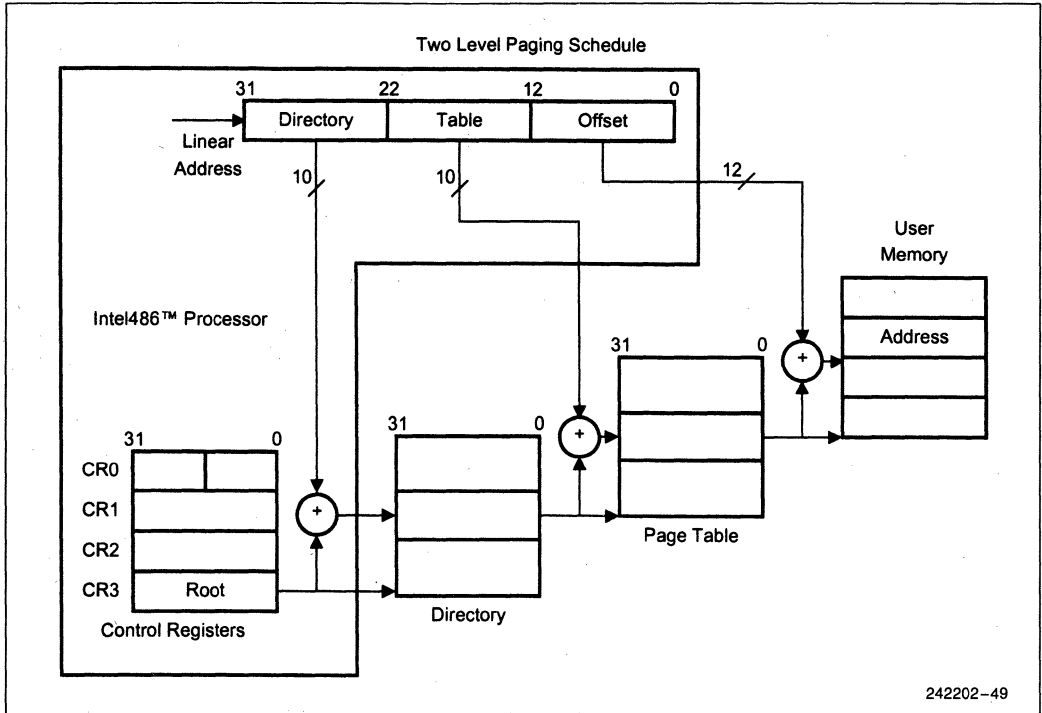 Two Level Paging Schedule
31 22 12 0
Directory Table Offset
Linear
Address
10 10 12
User
Memory
Intel486™ Processor
Address
31 0
31 0
31 0
CR0
CR1
CR2
CR3 Root
Control Registers
Directory
Page Table
+
+
+
242202-49